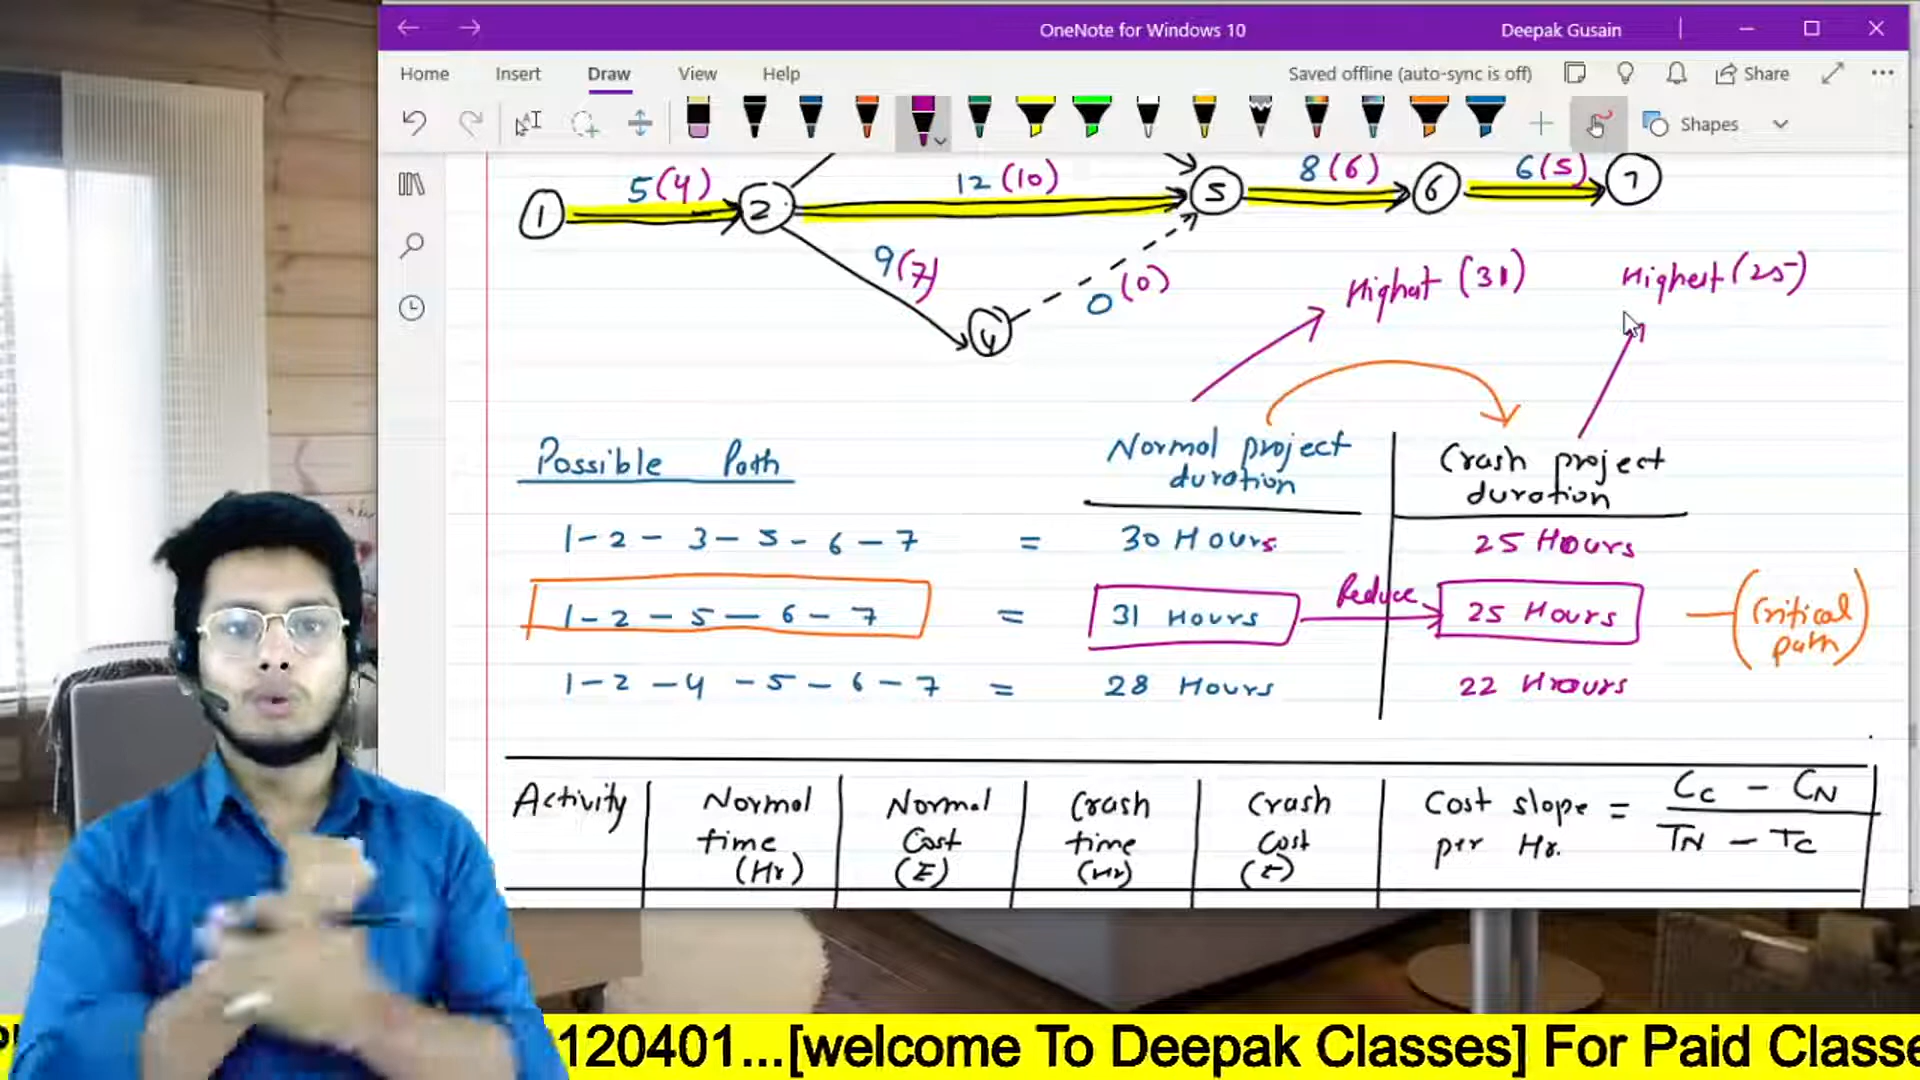 OneNote for Windows 10
Deepak Gusain
Home Insert Draw View Help
Saved offline (auto-sync is off)
Share
Shapes
5(4)
12 (10)
8(6)
6(5)
1
2
5
6
7
9(7)
0(0)
4
Highest (31)
Highest (25)
Possible Path
Normal project
duration
Crash project
duration
1-2-3-5-6-7 = 30 Hours 25 Hours
1-2-5-6-7 = 31 Hours Reduce 25 Hours
(Critical
path)
1-2-4-5-6-7 = 28 Hours 22 Hours
Activity
Normal
time
(Hr)
Normal
Cost
(£)
Crash
time
(Hr)
Crash
Cost
(£)
Cost slope =
per Hr.
CC - CN
TN - TC
120401...[welcome To Deepak Classes] For Paid Classe